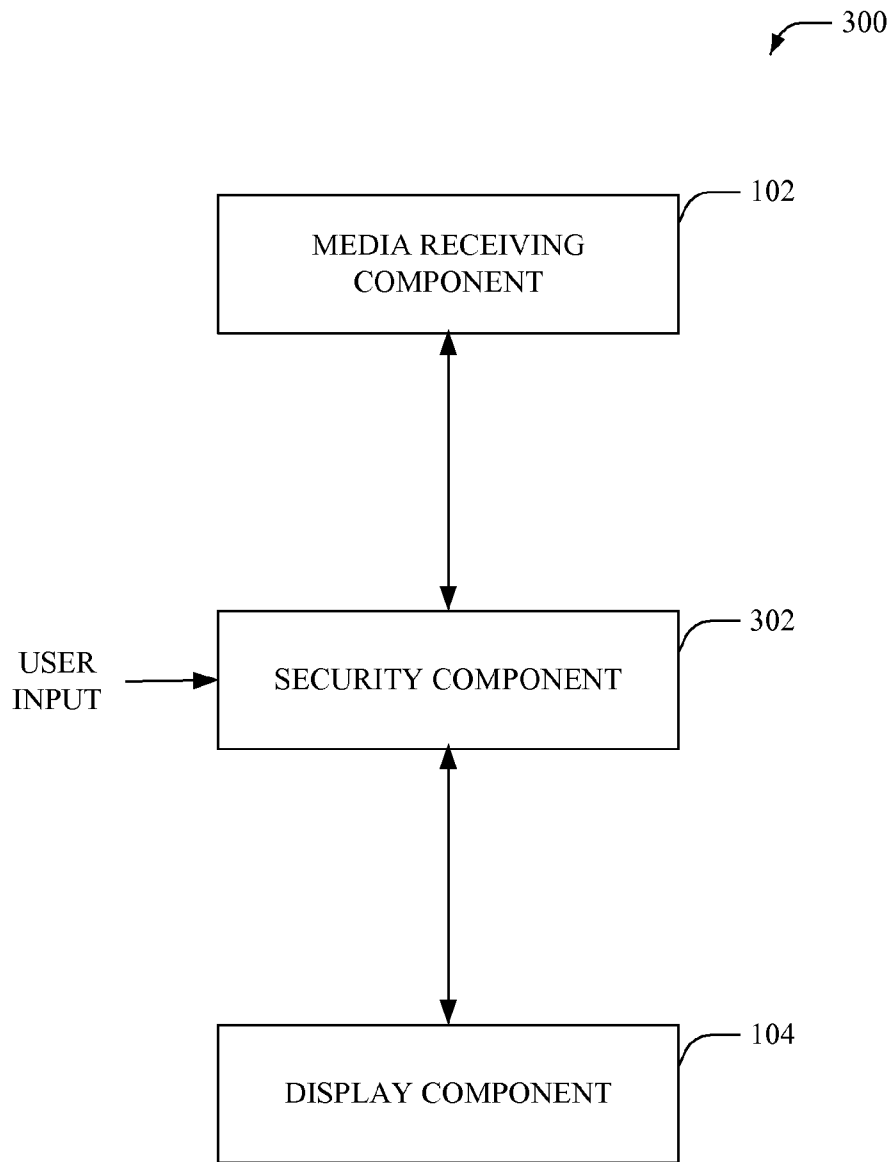 300
102
MEDIA RECEIVING
COMPONENT
302
USER
INPUT
SECURITY COMPONENT
104
DISPLAY COMPONENT